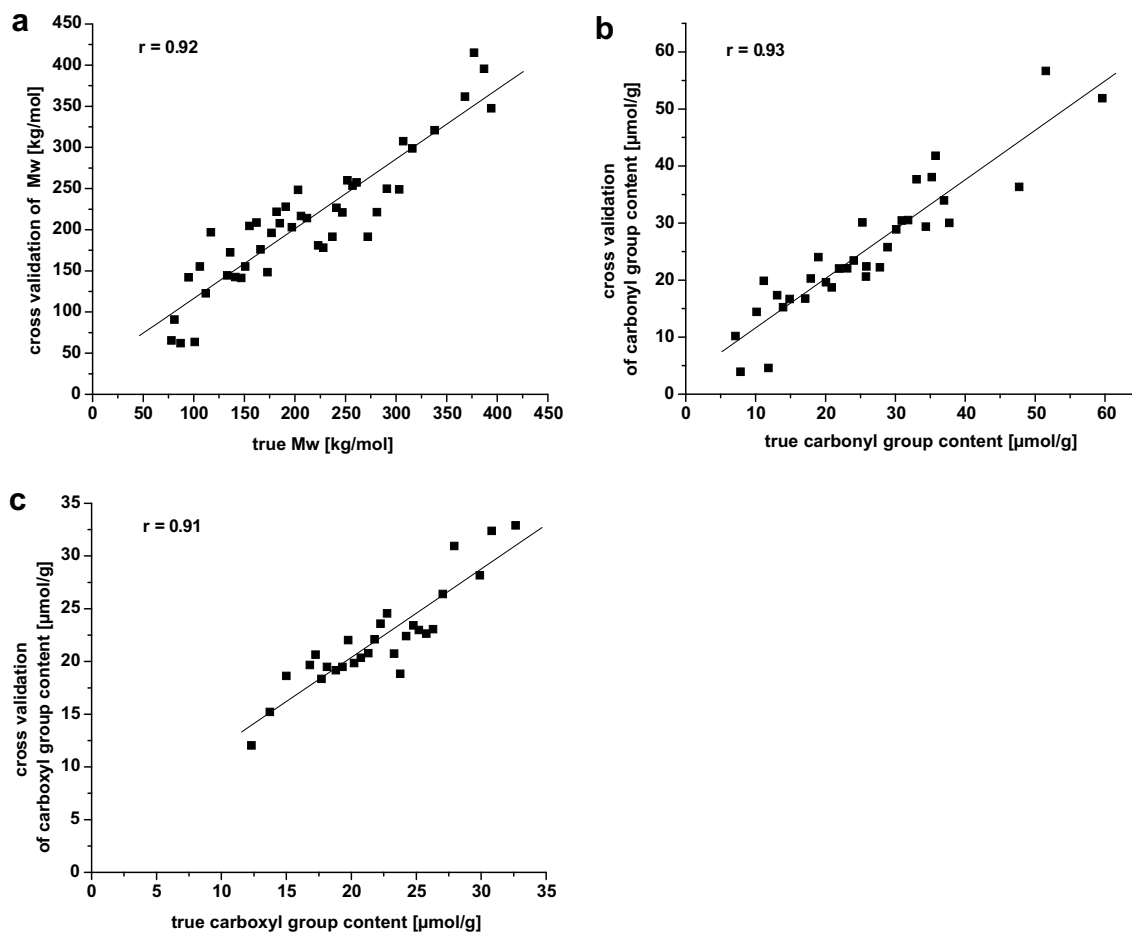 a
r = 0.92
cross validation of Mw [kg/mol]
450
400
350
300
250
200
150
100
50
0
0 50 100 150 200 250 300 350 400 450
true Mw [kg/mol]
b
r = 0.93
cross validation
of carbonyl group content [µmol/g]
60
50
40
30
20
10
0
0 10 20 30 40 50 60
true carbonyl group content [µmol/g]
c
r = 0.91
cross validation
of carboxyl group content [µmol/g]
35
30
25
20
15
10
5
0
0 5 10 15 20 25 30 35
true carboxyl group content [µmol/g]